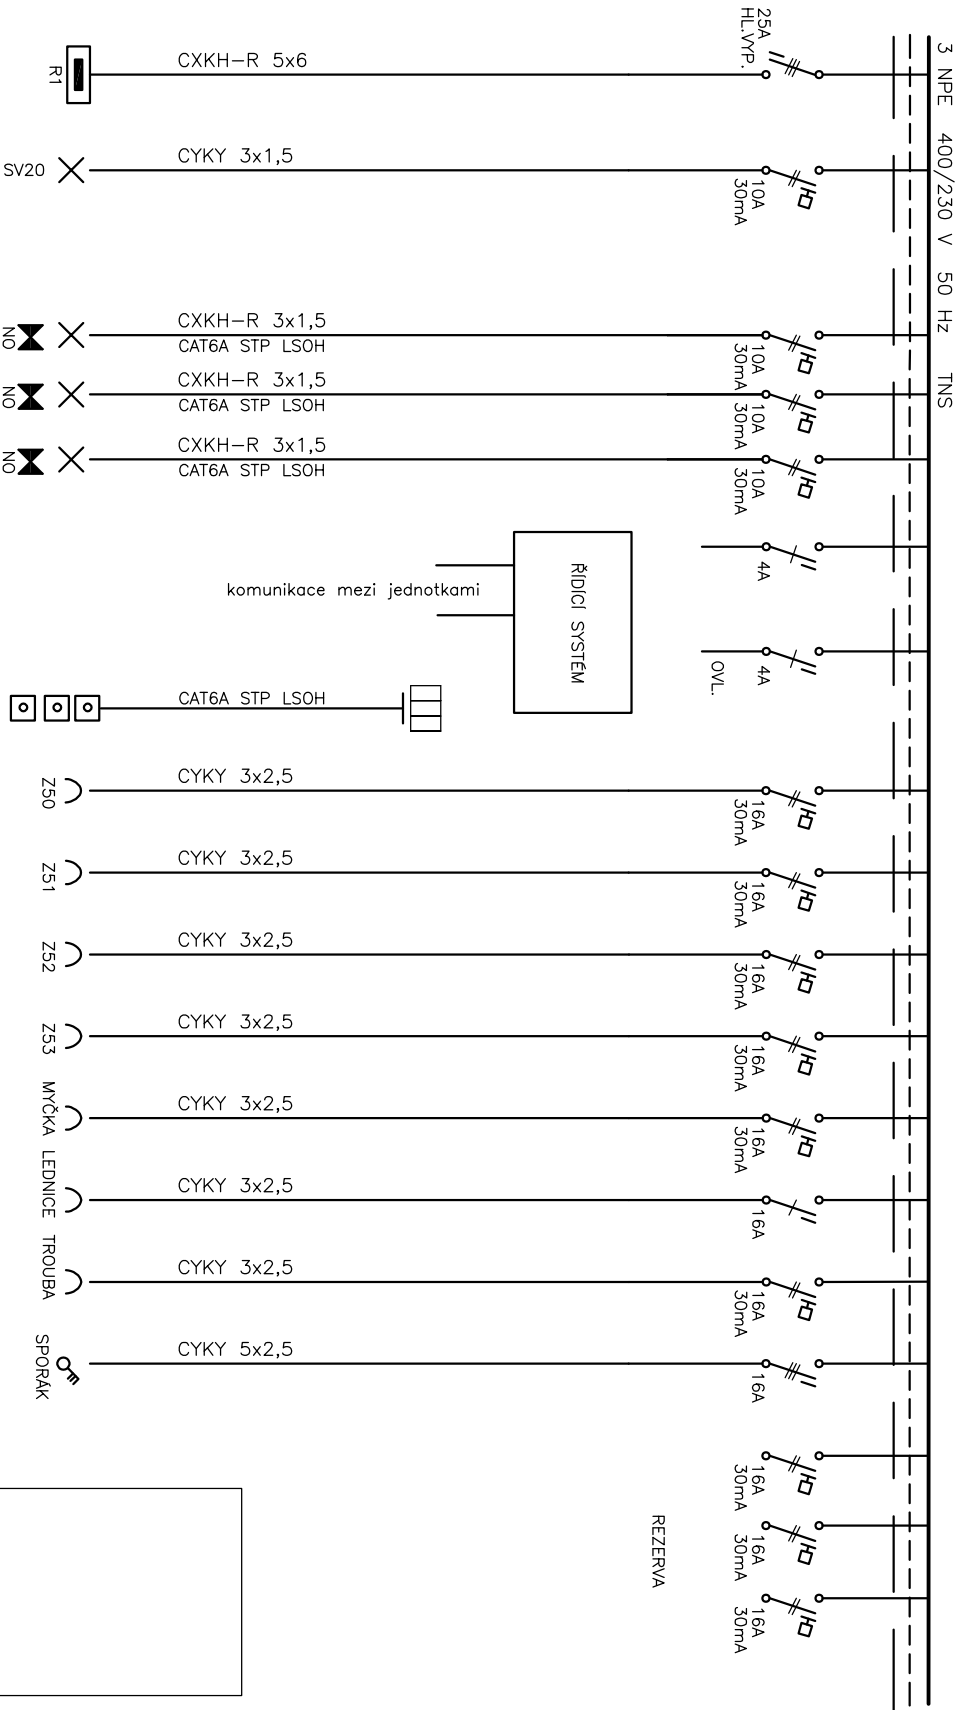 3 NPE 400/230 V 50 Hz TNS
25A
HL.VYP.
CXKH-R 5x6
R1
CYKY 3x1,5
10A
30mA
SV20
CXKH-R 3x1,5
CAT6A STP LSOH
10A
30mA
NO
CXKH-R 3x1,5
CAT6A STP LSOH
10A
30mA
NO
CXKH-R 3x1,5
CAT6A STP LSOH
10A
30mA
NO
4A
ŘÍDÍCÍ SYSTÉM
komunikace mezi jednotkami
4A
OVL.
CAT6A STP LSOH
CYKY 3x2,5
16A
30mA
Z50
CYKY 3x2,5
16A
30mA
Z51
CYKY 3x2,5
16A
30mA
Z52
CYKY 3x2,5
16A
30mA
Z53
CYKY 3x2,5
16A
30mA
MYČKA
CYKY 3x2,5
16A
LEDNICE
CYKY 3x2,5
16A
30mA
TROUBA
CYKY 5x2,5
16A
SPORÁK
16A
30mA
16A
30mA
16A
30mA
REZERVA